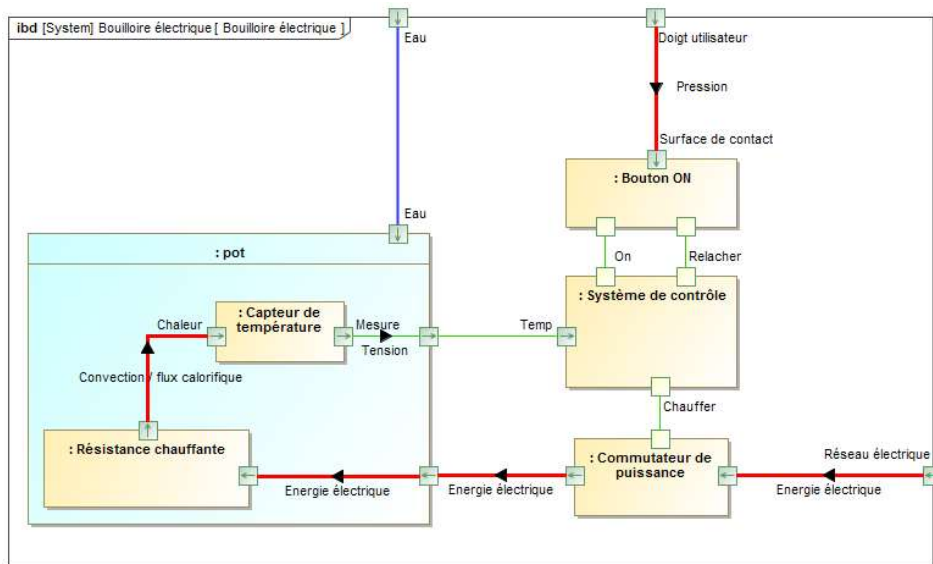 ibd [System] Bouilloire électrique [ Bouilloire électrique ]
Eau
Doigt utilisateur
Pression
Surface de contact
: Bouton ON
Eau
: pot
On
Relacher
: Système de contrôle
: Capteur de
température
Chaleur
Mesure
Tension
Temp
Convection / flux calorifique
Chauffer
: Résistance chauffante
: Commutateur de
puissance
Réseau électrique
Energie électrique
Energie électrique
Energie électrique